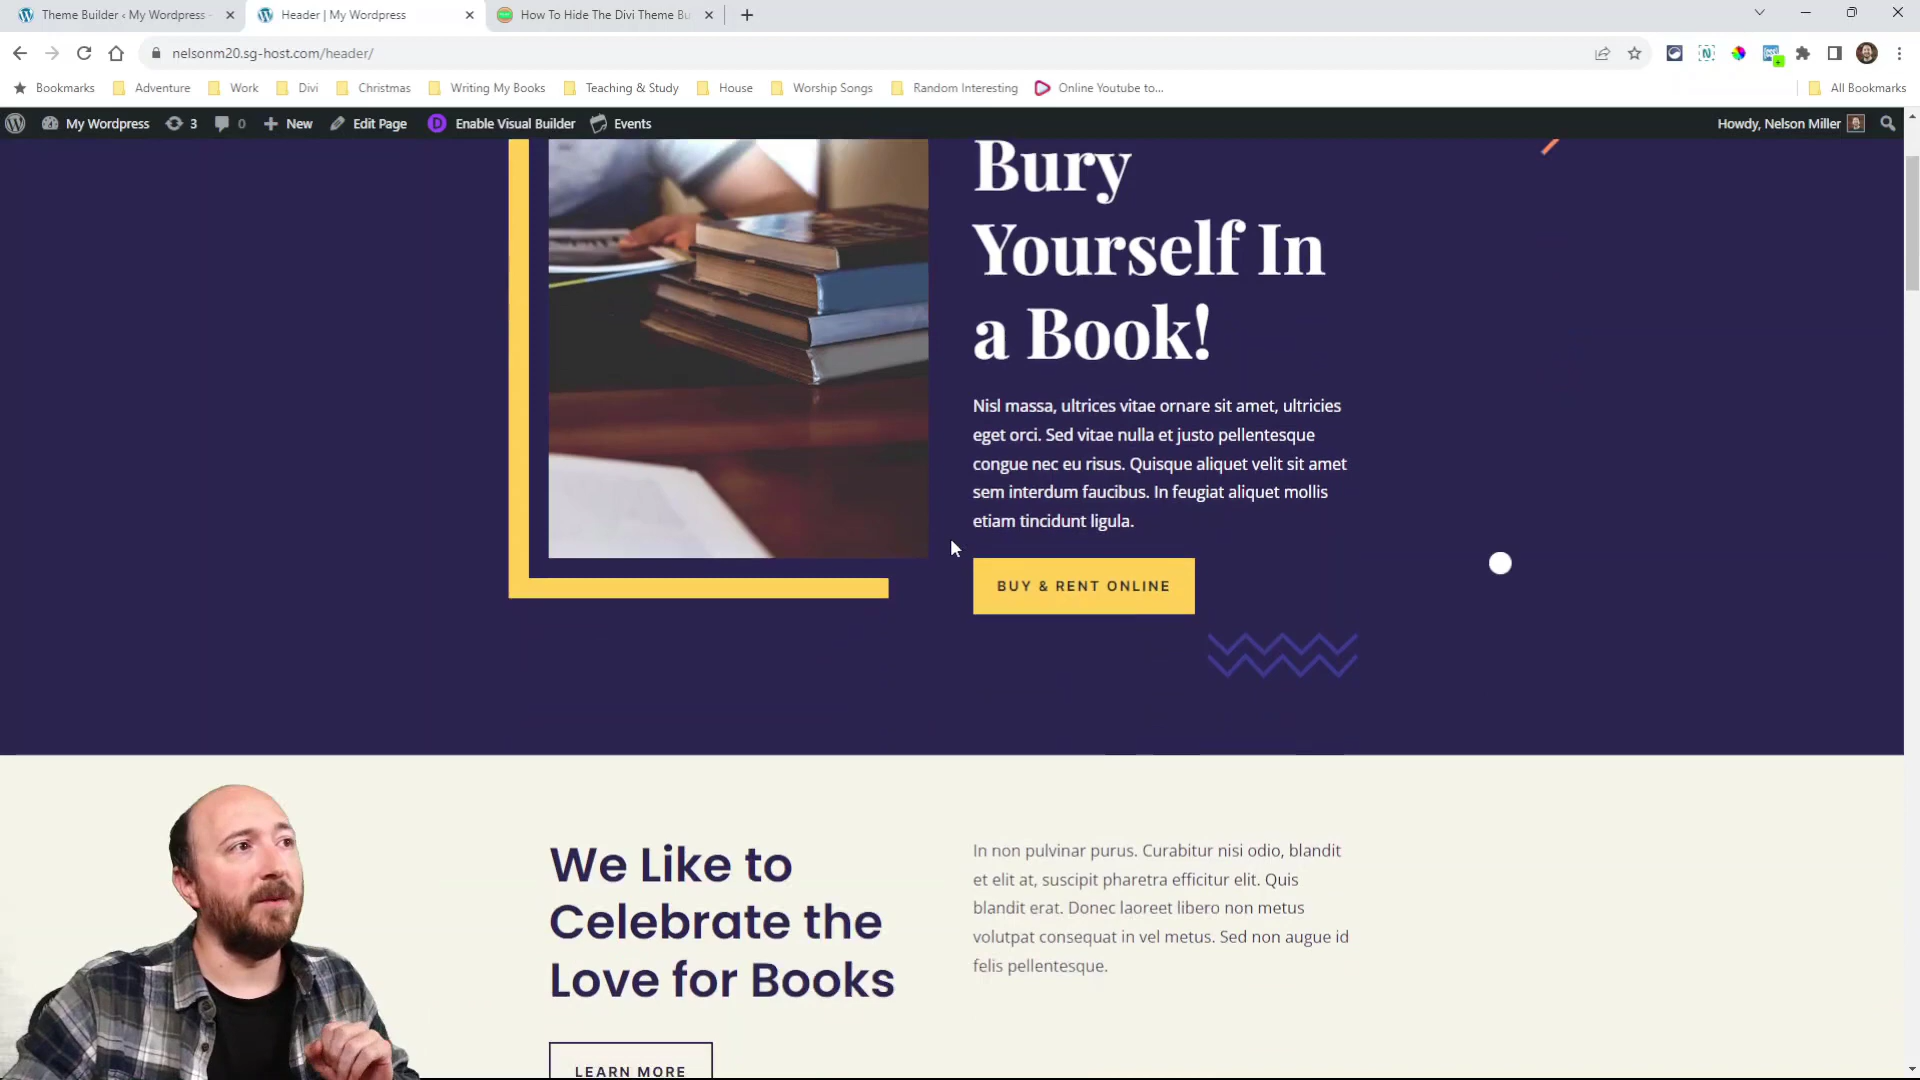 Theme Builder ‹ My Wordpress -
Header | My Wordpress
How To Hide The Divi Theme Bu
nelsonm20.sg-host.com/header/
Bookmarks
Adventure
Work
Divi
Christmas
Writing My Books
Teaching & Study
House
Worship Songs
Random Interesting
Online Youtube to...
All Bookmarks
My Wordpress
3
0
New
Edit Page
D
Enable Visual Builder
Events
Howdy, Nelson Miller
Bury
Yourself In
a Book!
Nisl massa, ultrices vitae ornare sit amet, ultricies
eget orci. Sed vitae nulla et justo pellentesque
congue nec eu risus. Quisque aliquet velit sit amet
sem interdum faucibus. In feugiat aliquet mollis
etiam tincidunt ligula.
BUY & RENT ONLINE
We Like to
Celebrate the
Love for Books
In non pulvinar purus. Curabitur nisi odio, blandit
et elit at, suscipit pharetra efficitur elit. Quis
blandit erat. Donec laoreet libero non metus
volutpat consequat in vel metus. Sed non augue id
felis pellentesque.
LEARN MORE